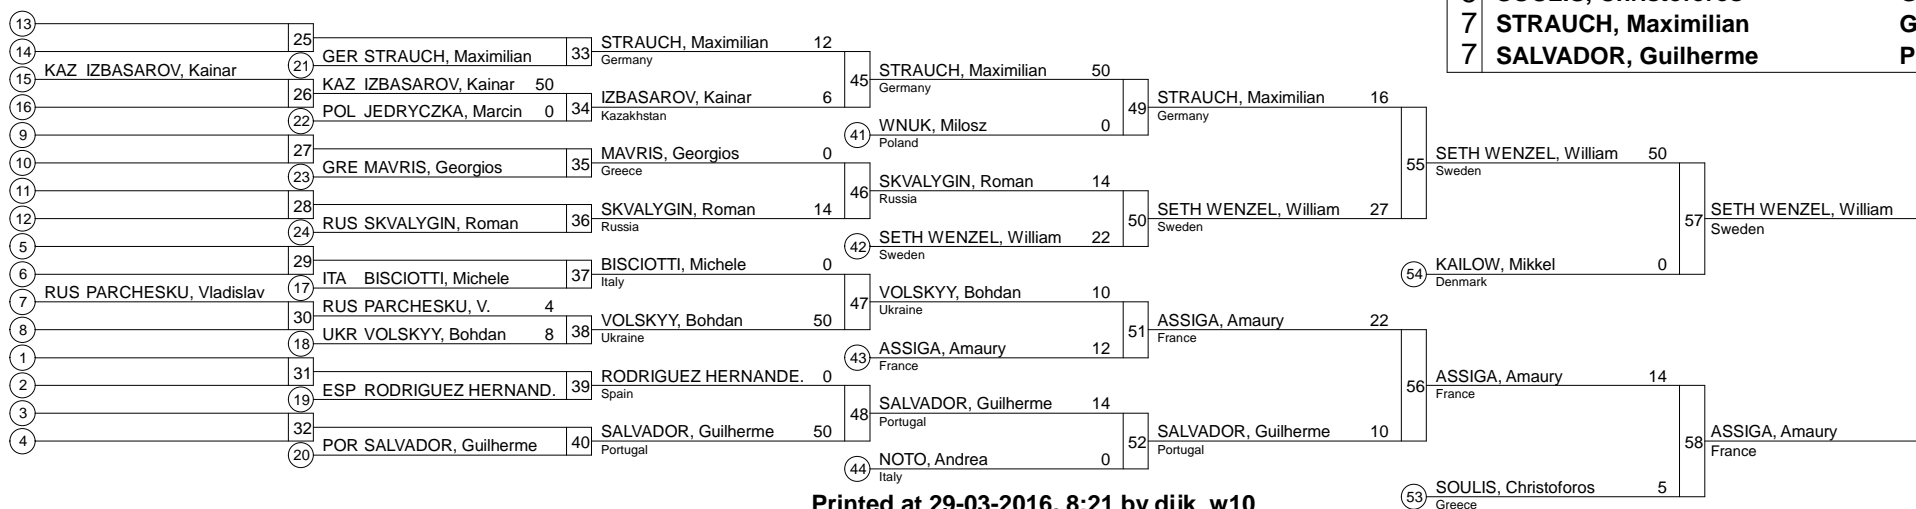 SOULIS, Christoforos
7 STRAUCH, Maximilian G
7 SALVADOR, Guilherme P
13
14
15 KAZ IZBASAROV, Kainar
16
9
10
11
12
5
6
7 RUS PARCHESKU, Vladislav
8
1
2
3
4
25
21 GER STRAUCH, Maximilian
KAZ IZBASAROV, Kainar 50
26
22 POL JEDRYCZKA, Marcin 0
27
23 GRE MAVRIS, Georgios
28
24 RUS SKVALYGIN, Roman
29
17 ITA BISCIOTTI, Michele
RUS PARCHESKU, V. 4
30
18 UKR VOLSKYY, Bohdan 8
31
19 ESP RODRIGUEZ HERNAND.
32
20 POR SALVADOR, Guilherme
33 STRAUCH, Maximilian 12
Germany
34 IZBASAROV, Kainar 6
Kazakhstan
35 MAVRIS, Georgios 0
Greece
36 SKVALYGIN, Roman 14
Russia
37 BISCIOTTI, Michele 0
Italy
38 VOLSKYY, Bohdan 50
Ukraine
39 RODRIGUEZ HERNANDE. 0
Spain
40 SALVADOR, Guilherme 50
Portugal
45 STRAUCH, Maximilian 50
Germany
41 WNUK, Milosz 0
Poland
46 SKVALYGIN, Roman 14
Russia
42 SETH WENZEL, William 22
Sweden
47 VOLSKYY, Bohdan 10
Ukraine
43 ASSIGA, Amaury 12
France
48 SALVADOR, Guilherme 14
Portugal
44 NOTO, Andrea 0
Italy
49 STRAUCH, Maximilian 16
Germany
50 SETH WENZEL, William 27
Sweden
51 ASSIGA, Amaury 22
France
52 SALVADOR, Guilherme 10
Portugal
55 SETH WENZEL, William 50
Sweden
54 KAILOW, Mikkel 0
Denmark
56 ASSIGA, Amaury 14
France
53 SOULIS, Christoforos 5
Greece
57 SETH WENZEL, William
Sweden
58 ASSIGA, Amaury
France
Printed at 29-03-2016, 8:21 by dijk_w10